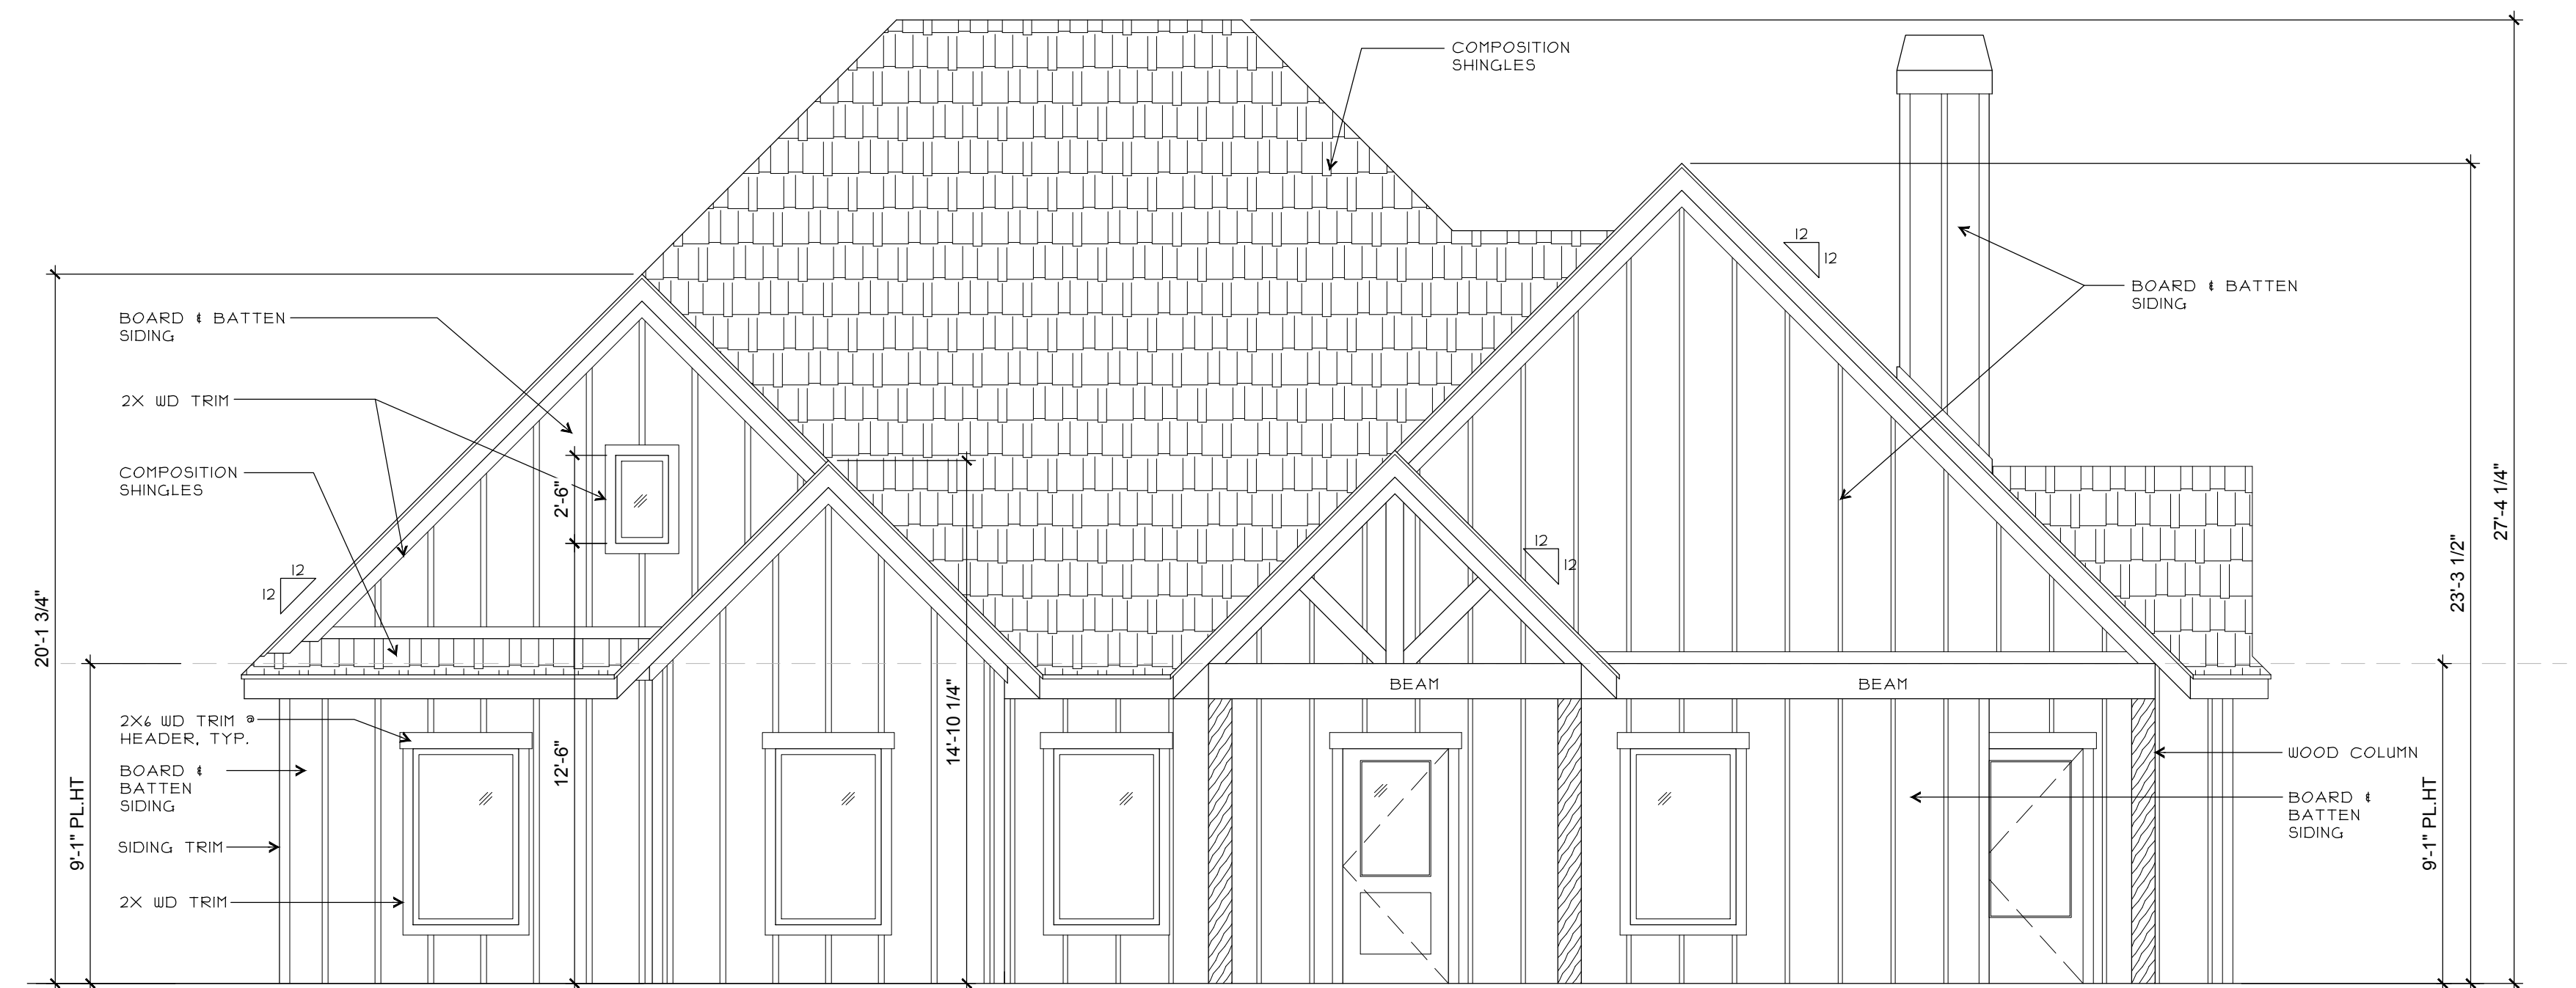 COMPOSITION
SHINGLES
12
12
BOARD & BATTEN
SIDING
BOARD & BATTEN
SIDING
2X WD TRIM
COMPOSITION
SHINGLES
2'-6"
12
12
12
12
20'-1 3/4"
27'-4 1/4"
23'-3 1/2"
BEAM
BEAM
2X6 WD TRIM @
HEADER, TYP.
14'-10 1/4"
12'-6"
WOOD COLUMN
BOARD &
BATTEN
SIDING
BOARD &
BATTEN
SIDING
9'-1" PL.HT
9'-1" PL.HT
SIDING TRIM
2X WD TRIM